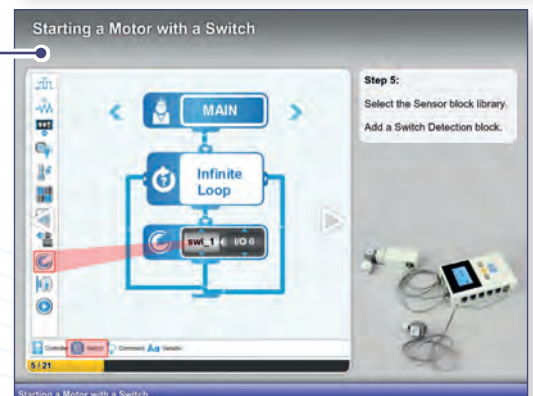 Starting a Motor with a Switch
Step 5:
Select the Sensor block library.
Add a Switch Detection block.
MAIN
Infinite
Loop
swi_1
I/O 0
Controller
Sensor
Command
Aa Variable
5 / 21
Starting a Motor with a Switch